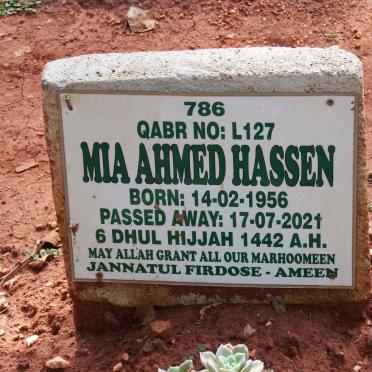 786
QABR NO: L127
MIA AHMED HASSEN
BORN: 14-02-1956
PASSED AWAY: 17-07-2021
6 DHUL HIJJAH 1442 A.H.
MAY ALLAH GRANT ALL OUR MARHOOMEEN
JANNATUL FIRDOSE - AMEEN